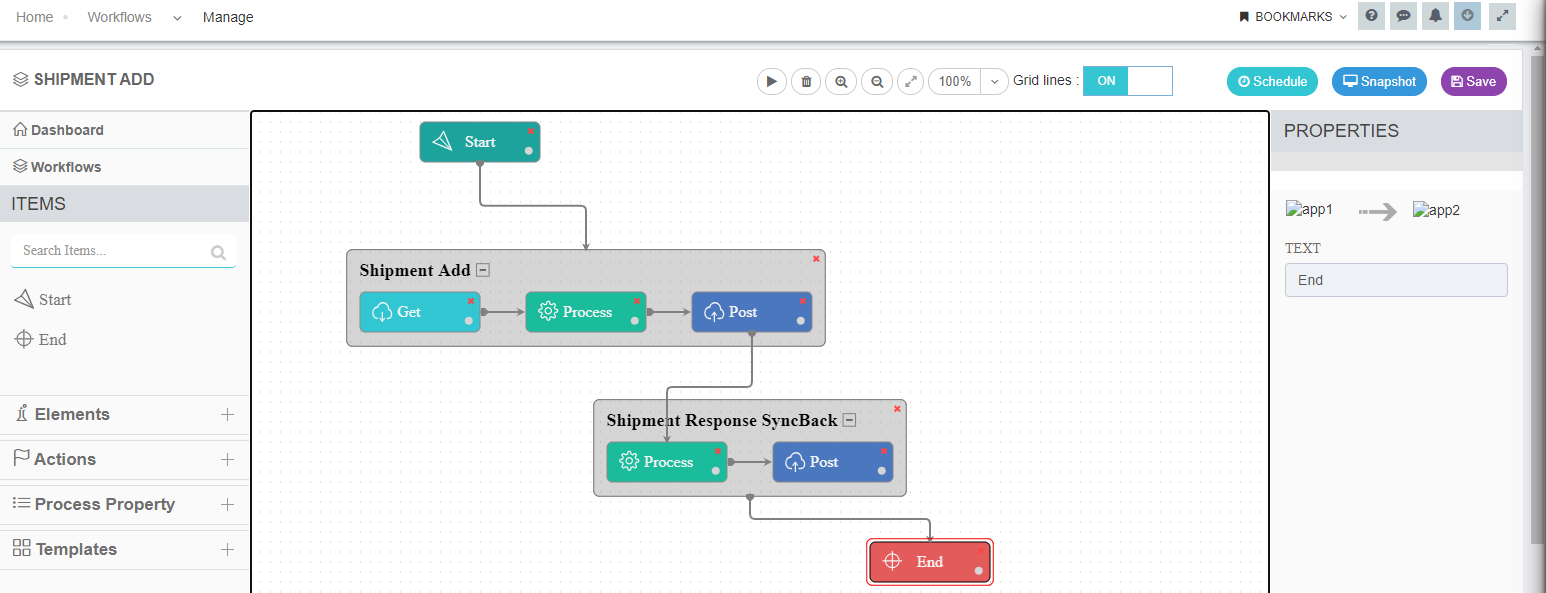 Home Workflows Manage
BOOKMARKS
SHIPMENT ADD
100% Grid lines : ON
Schedule Snapshot Save
Dashboard
Workflows
ITEMS
Search Items...
Start
End
Elements
Actions
Process Property
Templates
Start
Shipment Add
Get Process Post
Shipment Response SyncBack
Process Post
End
PROPERTIES
app1 app2
TEXT
End